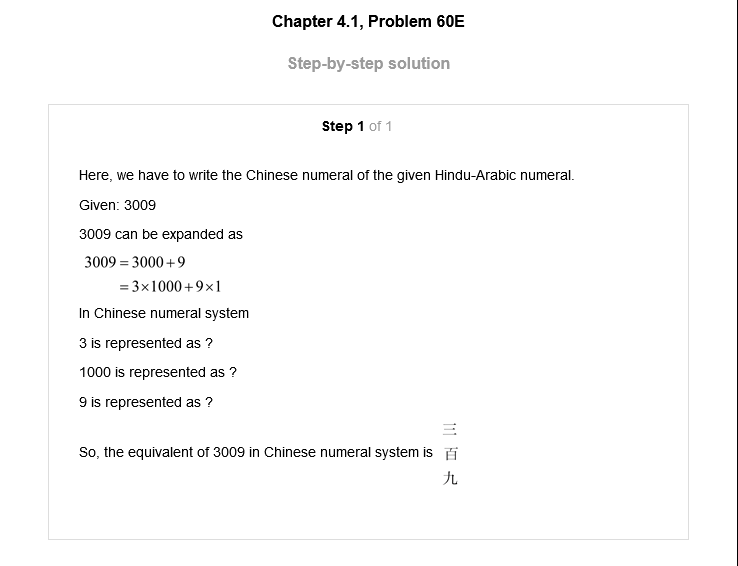 Chapter 4.1, Problem 60E
Step-by-step solution
Step 1 of 1
Here, we have to write the Chinese numeral of the given Hindu-Arabic numeral.
Given: 3009
3009 can be expanded as
3009 = 3000 + 9
= 3×1000 + 9×1
In Chinese numeral system
3 is represented as ?
1000 is represented as ?
9 is represented as ?
So, the equivalent of 3009 in Chinese numeral system is
三
百
九